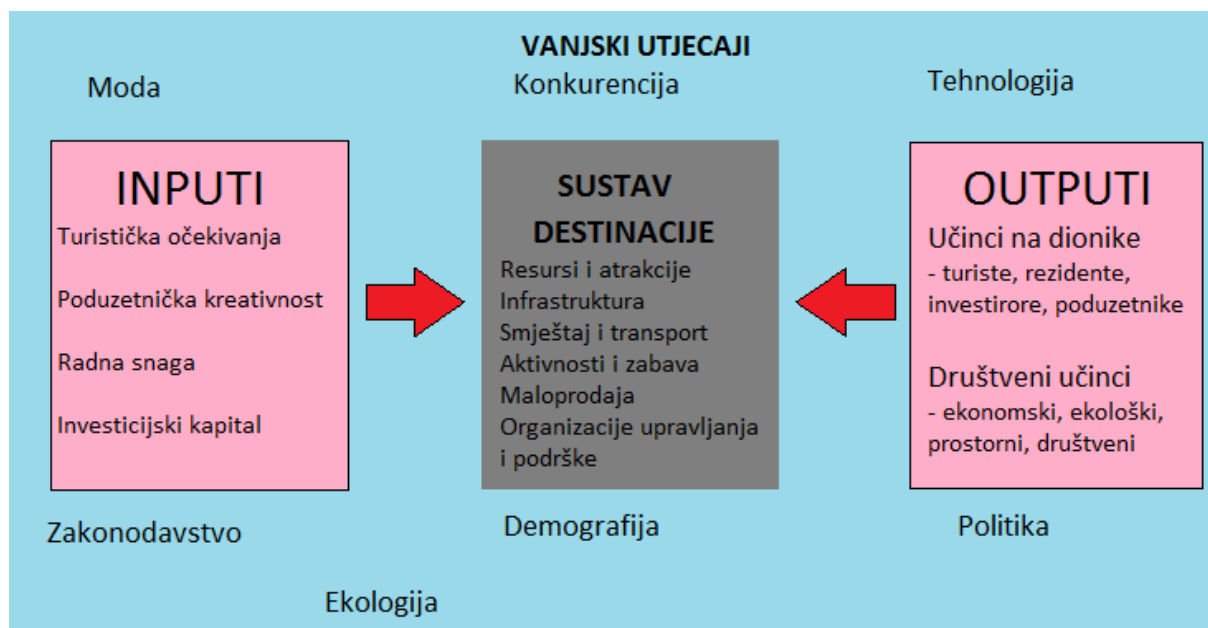 VANJSKI UTJECAJI
Moda
Konkurencija
Tehnologija
INPUTI
Turistička očekivanja
Poduzetnička kreativnost
Radna snaga
Investicijski kapital
SUSTAV
DESTINACIJE
Resursi i atrakcije
Infrastruktura
Smještaj i transport
Aktivnosti i zabava
Maloprodaja
Organizacije upravljanja
i podrške
OUTPUTI
Učinci na dionike
- turiste, rezidente,
investirore, poduzetnike
Društveni učinci
- ekonomski, ekološki,
prostorni, društveni
Zakonodavstvo
Demografija
Politika
Ekologija